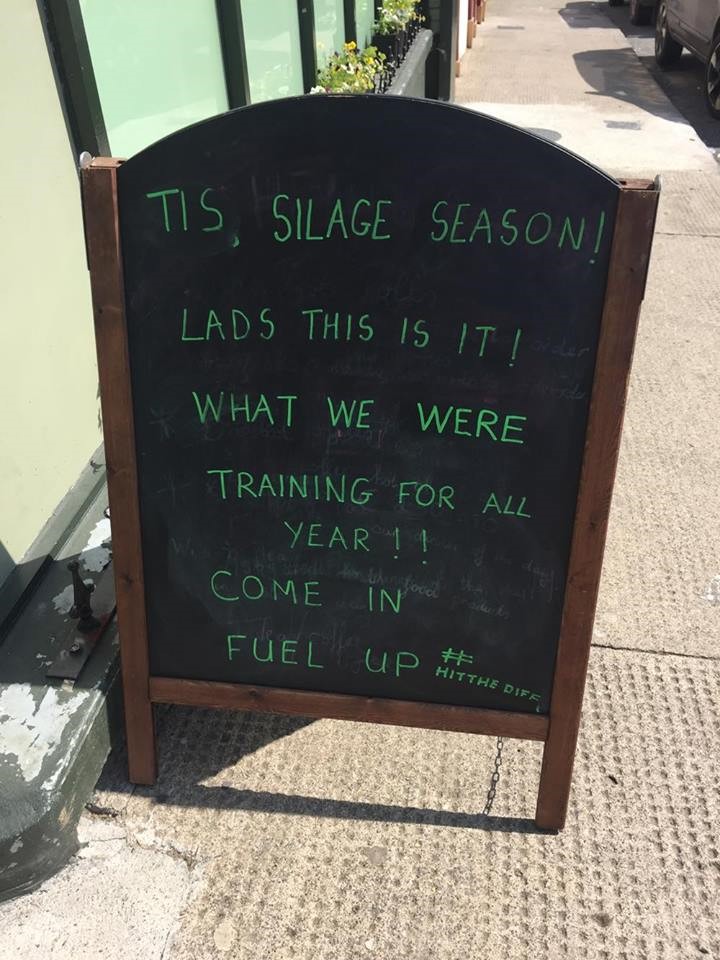 TIS, SILAGE SEASON!
LADS THIS IS IT!
WHAT WE WERE
TRAINING FOR ALL
YEAR!!
COME IN
FUEL UP #HITTHE DIFF